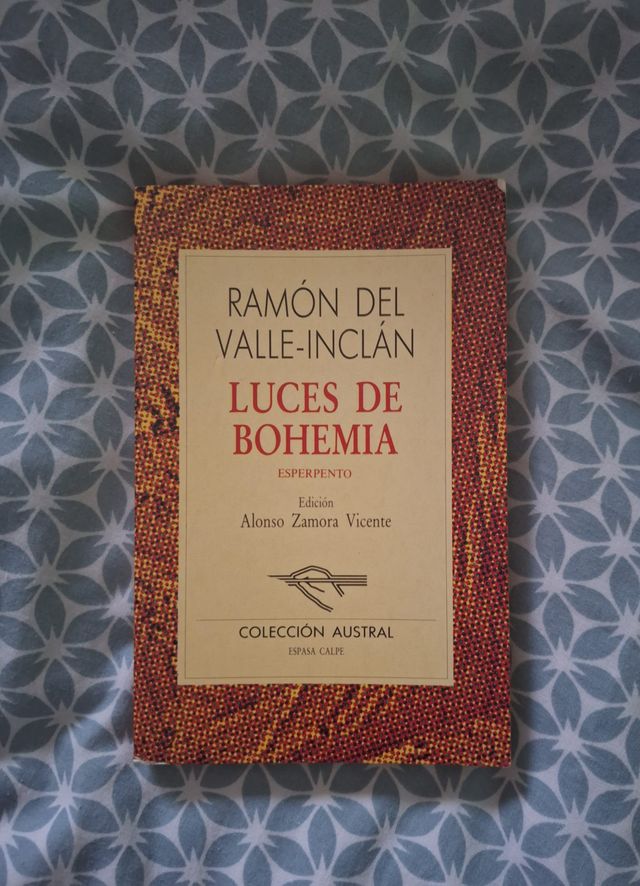 RAMÓN DEL
VALLE-INCLÁN
LUCES DE
BOHEMIA
ESPERPENTO
Edición
Alonso Zamora Vicente
COLECCIÓN AUSTRAL
ESPASA CALPE